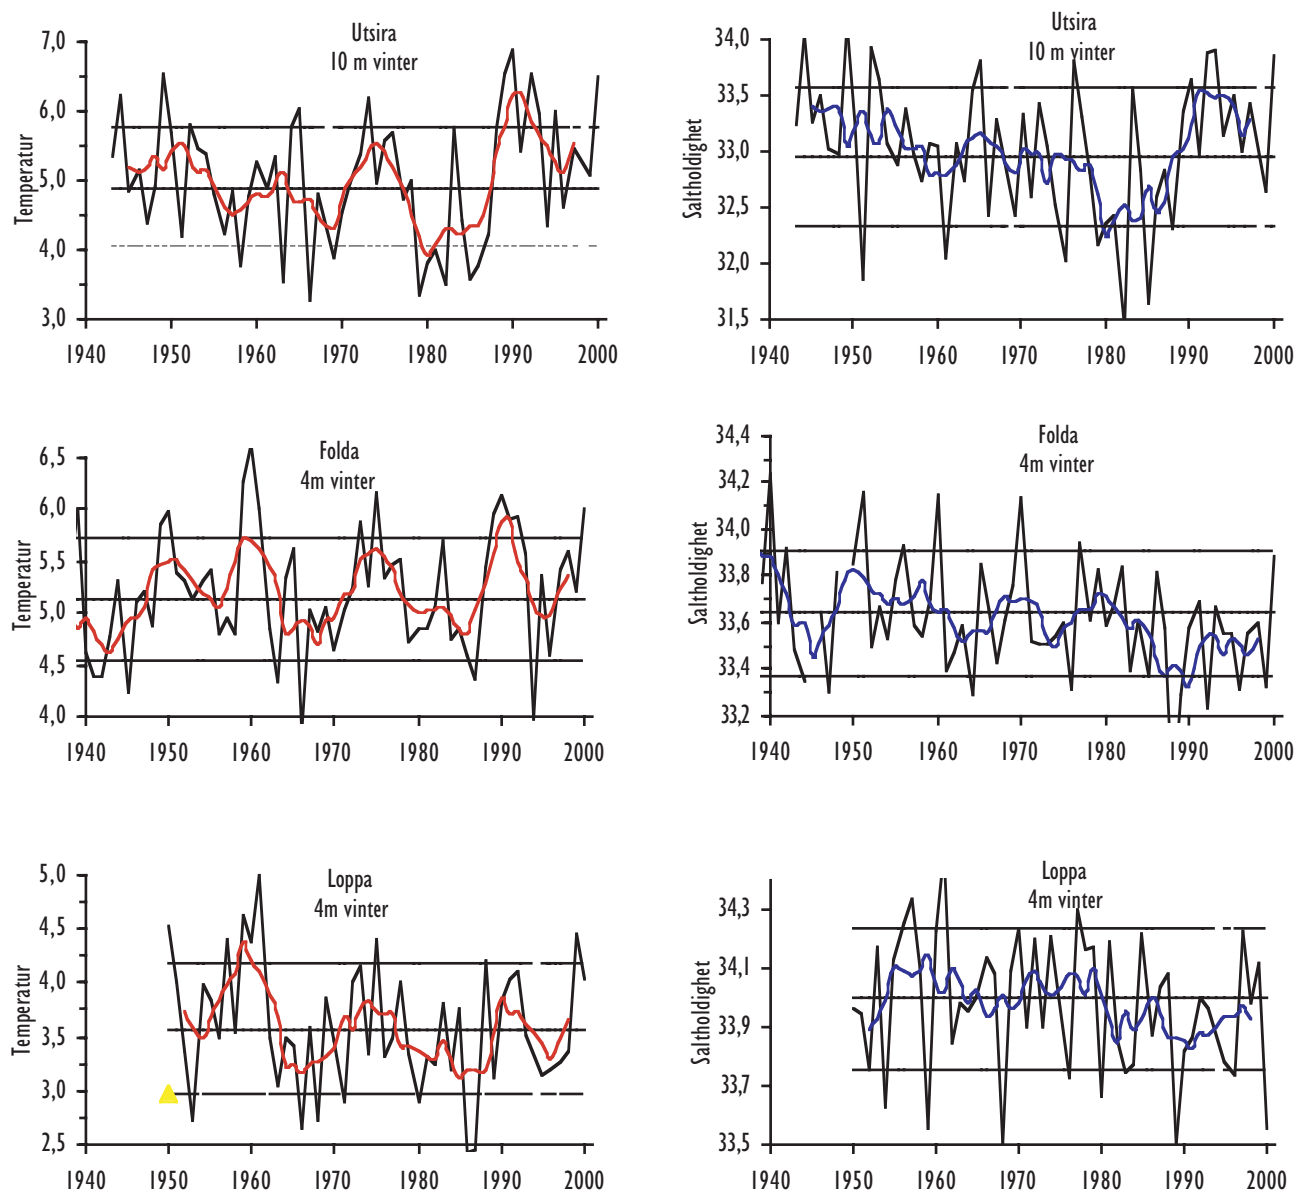 Utsira
10 m vinter
Temperatur
7,0
6,0
5,0
4,0
3,0
1940 1950 1960 1970 1980 1990 2000
Utsira
10 m vinter
Saltholdighet
34,0
33,5
33,0
32,5
32,0
31,5
1940 1950 1960 1970 1980 1990 2000
Folda
4m vinter
Temperatur
6,5
6,0
5,5
5,0
4,5
4,0
1940 1950 1960 1970 1980 1990 2000
Folda
4m vinter
Saltholdighet
34,4
34,2
34,0
33,8
33,6
33,4
33,2
1940 1950 1960 1970 1980 1990 2000
Loppa
4m vinter
Temperatur
5,0
4,5
4,0
3,5
3,0
2,5
1940 1950 1960 1970 1980 1990 2000
Loppa
4m vinter
Saltholdighet
34,3
34,1
33,9
33,7
33,5
1940 1950 1960 1970 1980 1990 2000